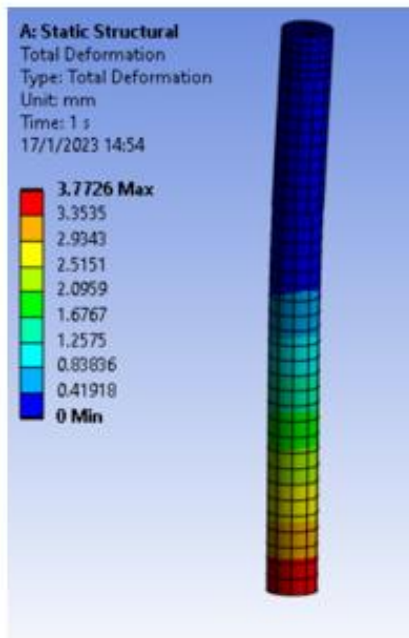 A: Static Structural
Total Deformation
Type: Total Deformation
Unit: mm
Time: 1 s
17/1/2023 14:54
3.7726 Max
3.3535
2.9343
2.5151
2.0959
1.6767
1.2575
0.83836
0.41918
0 Min